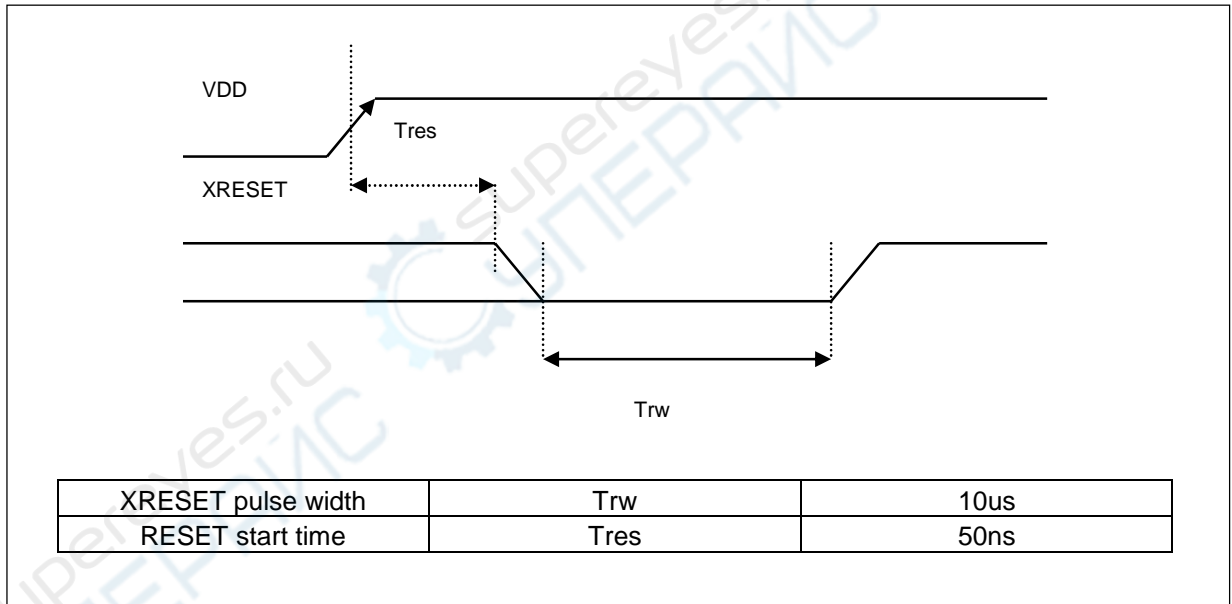 VDD
Tres
XRESET
Trw
XRESET pulse width Trw 10us
RESET start time Tres 50ns
supereyes.ru
СУПЕРАЙС